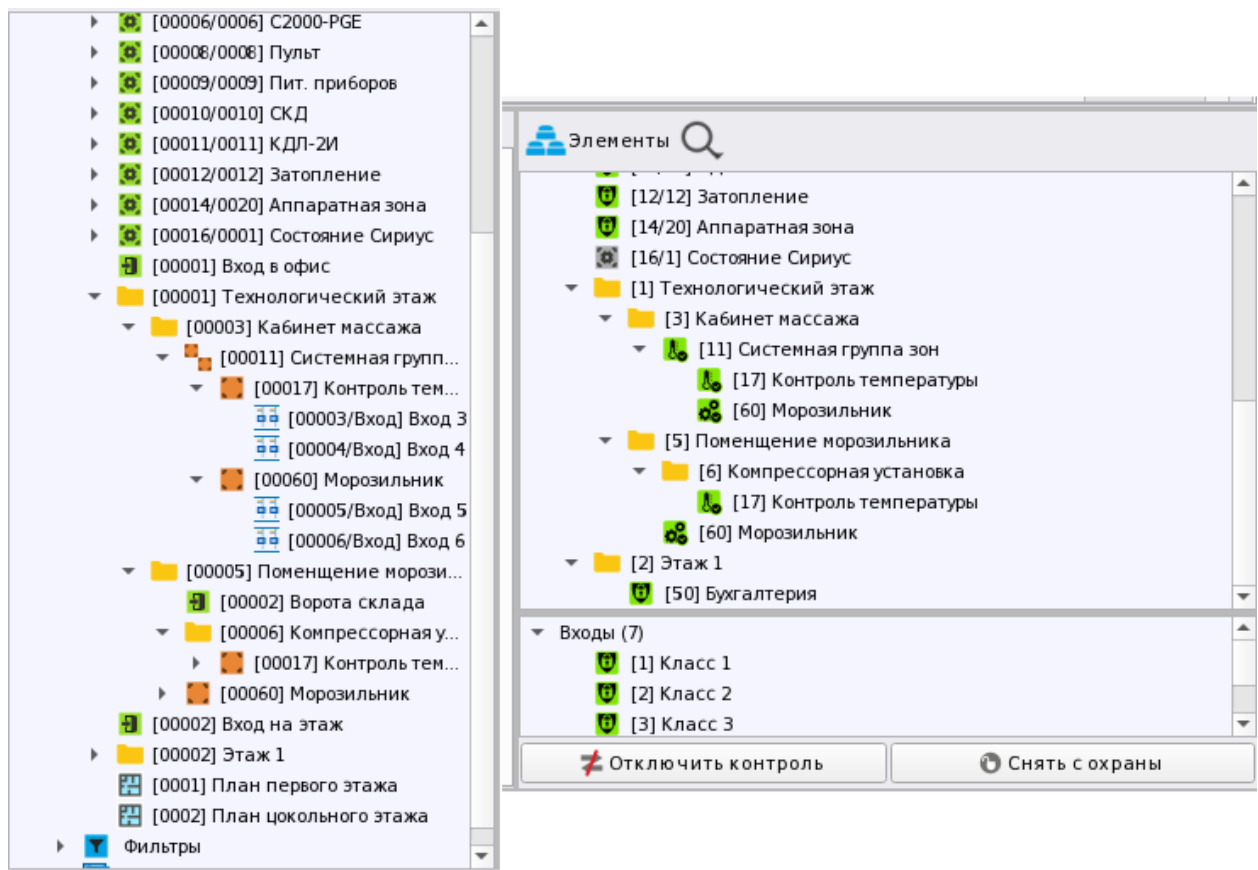 [00006/0006] С2000-PGE
[00008/0008] Пульт
[00009/0009] Пит. приборов
[00010/0010] СКД
[00011/0011] КДЛ-2И
[00012/0012] Затопление
[00014/0020] Аппаратная зона
[00016/0001] Состояние Сириус
[00001] Вход в офис
[00001] Технологический этаж
[00003] Кабинет массажа
[00011] Системная групп...
[00017] Контроль тем...
[00003/Вход] Вход 3
[00004/Вход] Вход 4
[00060] Морозильник
[00005/Вход] Вход 5
[00006/Вход] Вход 6
[00005] Поменщение морози...
[00002] Ворота склада
[00006] Компрессорная у...
[00017] Контроль тем...
[00060] Морозильник
[00002] Вход на этаж
[00002] Этаж 1
[0001] План первого этажа
[0002] План цокольного этажа
Фильтры
Элементы
[12/12] Затопление
[14/20] Аппаратная зона
[16/1] Состояние Сириус
[1] Технологический этаж
[3] Кабинет массажа
[11] Системная группа зон
[17] Контроль температуры
[60] Морозильник
[5] Поменщение морозильника
[6] Компрессорная установка
[17] Контроль температуры
[60] Морозильник
[2] Этаж 1
[50] Бухгалтерия
Входы (7)
[1] Класс 1
[2] Класс 2
[3] Класс 3
Отключить контроль
Снять с охраны